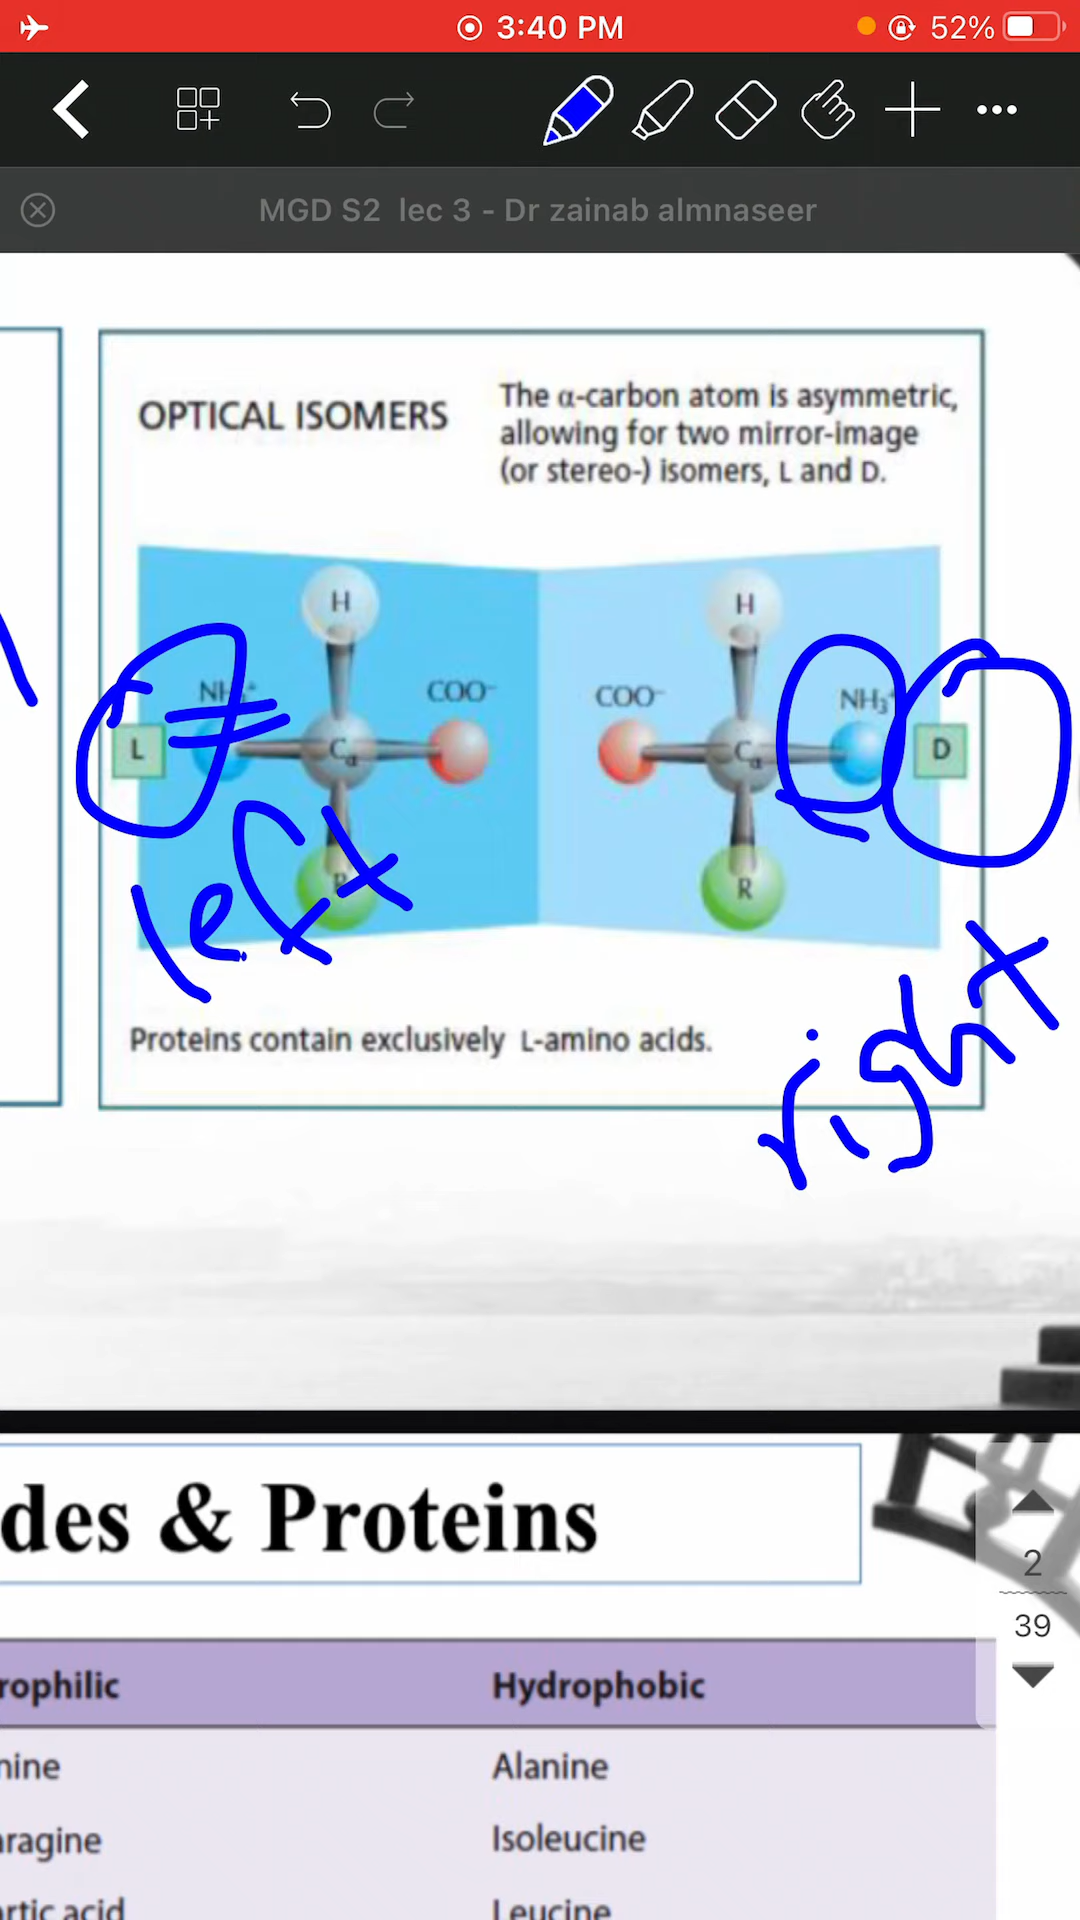 3:40 PM
52%
MGD S2 lec 3 - Dr zainab almnaseer
OPTICAL ISOMERS
The α-carbon atom is asymmetric,
allowing for two mirror-image
(or stereo-) isomers, L and D.
H
H
COO⁻
COO⁻
NH₃⁺
L
Cα
Cα
D
left
R
R
right
Proteins contain exclusively L-amino acids.
des & Proteins
2
39
rophilic
Hydrophobic
nine
Alanine
aragine
Isoleucine
artic acid
Leucine